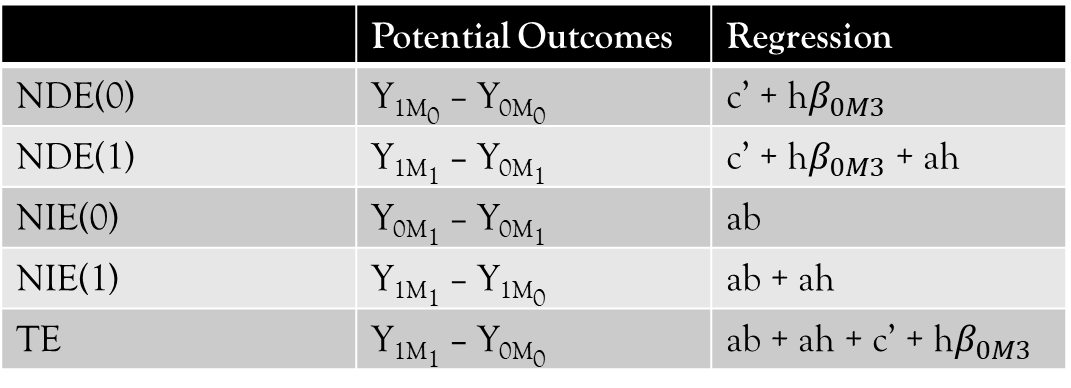 Potential Outcomes Regression
NDE(0) Y₁M₀ – Y₀M₀ c’ + hβ₀M₃
NDE(1) Y₁M₁ – Y₀M₁ c’ + hβ₀M₃ + ah
NIE(0) Y₀M₁ – Y₀M₁ ab
NIE(1) Y₁M₁ – Y₁M₀ ab + ah
TE Y₁M₁ – Y₀M₀ ab + ah + c’ + hβ₀M₃